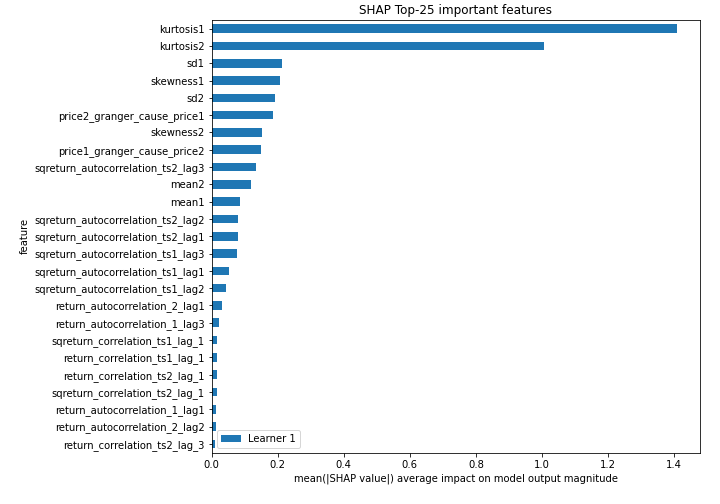 SHAP Top-25 important features
kurtosis1
kurtosis2
sd1
skewness1
sd2
price2_granger_cause_price1
skewness2
price1_granger_cause_price2
sqreturn_autocorrelation_ts2_lag3
mean2
mean1
sqreturn_autocorrelation_ts2_lag2
sqreturn_autocorrelation_ts2_lag1
sqreturn_autocorrelation_ts1_lag3
sqreturn_autocorrelation_ts1_lag1
sqreturn_autocorrelation_ts1_lag2
return_autocorrelation_2_lag1
return_autocorrelation_1_lag3
sqreturn_correlation_ts1_lag_1
return_correlation_ts1_lag_1
return_correlation_ts2_lag_1
sqreturn_correlation_ts2_lag_1
return_autocorrelation_1_lag1
return_autocorrelation_2_lag2
return_correlation_ts2_lag_3
feature
Learner 1
0.0 0.2 0.4 0.6 0.8 1.0 1.2 1.4
mean(|SHAP value|) average impact on model output magnitude